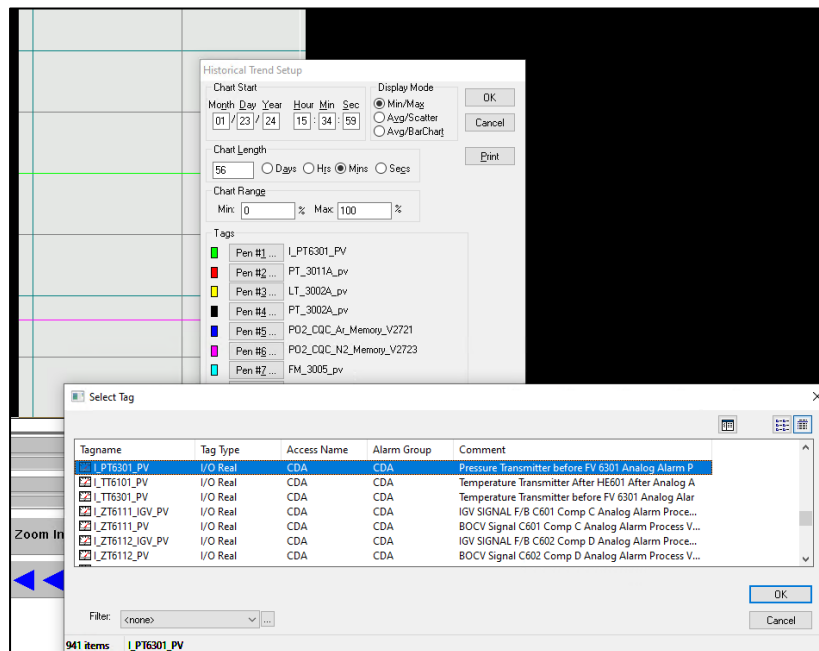 Historical Trend Setup
Chart Start
Month Day Year Hour Min Sec
01 / 23 / 24 15 : 34 : 59
Display Mode
Min/Max
Avg/Scatter
Avg/BarChart
OK
Cancel
Print
Chart Length
56 Days Hrs Mins Secs
Chart Range
Min: 0 % Max: 100 %
Tags
Pen #1 ... I_PT6301_PV
Pen #2 ... PT_3011A_pv
Pen #3 ... LT_3002A_pv
Pen #4 ... PT_3002A_pv
Pen #5 ... PO2_CQC_Ar_Memory_V2721
Pen #6 ... PO2_CQC_N2_Memory_V2723
Pen #7 ... FM_3005_pv
Zoom In
Select Tag
Tagname Tag Type Access Name Alarm Group Comment
I_PT6301_PV I/O Real CDA CDA Pressure Transmitter before FV 6301 Analog Alarm P
I_TT6101_PV I/O Real CDA CDA Temperature Transmitter After HE601 After Analog A
I_TT6301_PV I/O Real CDA CDA Temperature Transmitter before FV 6301 Analog Alar
I_ZT6111_IGV_PV I/O Real CDA CDA IGV SIGNAL F/B C601 Comp C Analog Alarm Proce...
I_ZT6111_PV I/O Real CDA CDA BOCV Signal C601 Comp C Analog Alarm Process V...
I_ZT6112_IGV_PV I/O Real CDA CDA IGV SIGNAL F/B C602 Comp D Analog Alarm Proce...
I_ZT6112_PV I/O Real CDA CDA BOCV Signal C602 Comp D Analog Alarm Process V...
OK
Filter: <none> ...
Cancel
941 items I_PT6301_PV